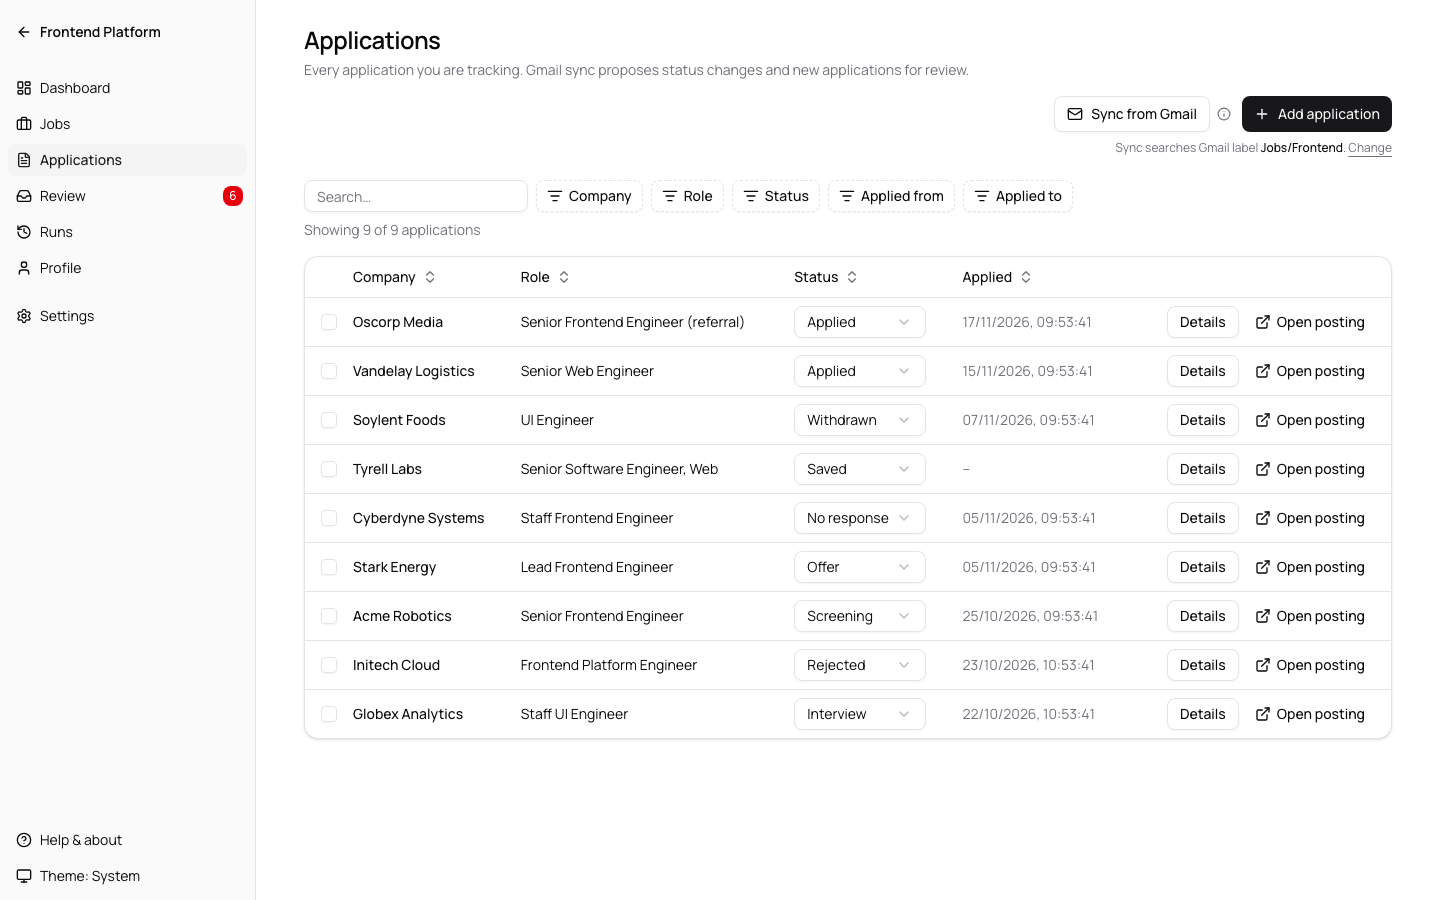 Frontend Platform
Dashboard
Jobs
Applications
Review 6
Runs
Profile
Settings
Help & about
Theme: System
Applications
Every application you are tracking. Gmail sync proposes status changes and new applications for review.
Sync from Gmail Add application
Sync searches Gmail label Jobs/Frontend. Change
Search... Company Role Status Applied from Applied to
Showing 9 of 9 applications
Company Role Status Applied
Oscorp Media Senior Frontend Engineer (referral) Applied 17/11/2026, 09:53:41 Details Open posting
Vandelay Logistics Senior Web Engineer Applied 15/11/2026, 09:53:41 Details Open posting
Soylent Foods UI Engineer Withdrawn 07/11/2026, 09:53:41 Details Open posting
Tyrell Labs Senior Software Engineer, Web Saved – Details Open posting
Cyberdyne Systems Staff Frontend Engineer No response 05/11/2026, 09:53:41 Details Open posting
Stark Energy Lead Frontend Engineer Offer 05/11/2026, 09:53:41 Details Open posting
Acme Robotics Senior Frontend Engineer Screening 25/10/2026, 09:53:41 Details Open posting
Initech Cloud Frontend Platform Engineer Rejected 23/10/2026, 10:53:41 Details Open posting
Globex Analytics Staff UI Engineer Interview 22/10/2026, 10:53:41 Details Open posting